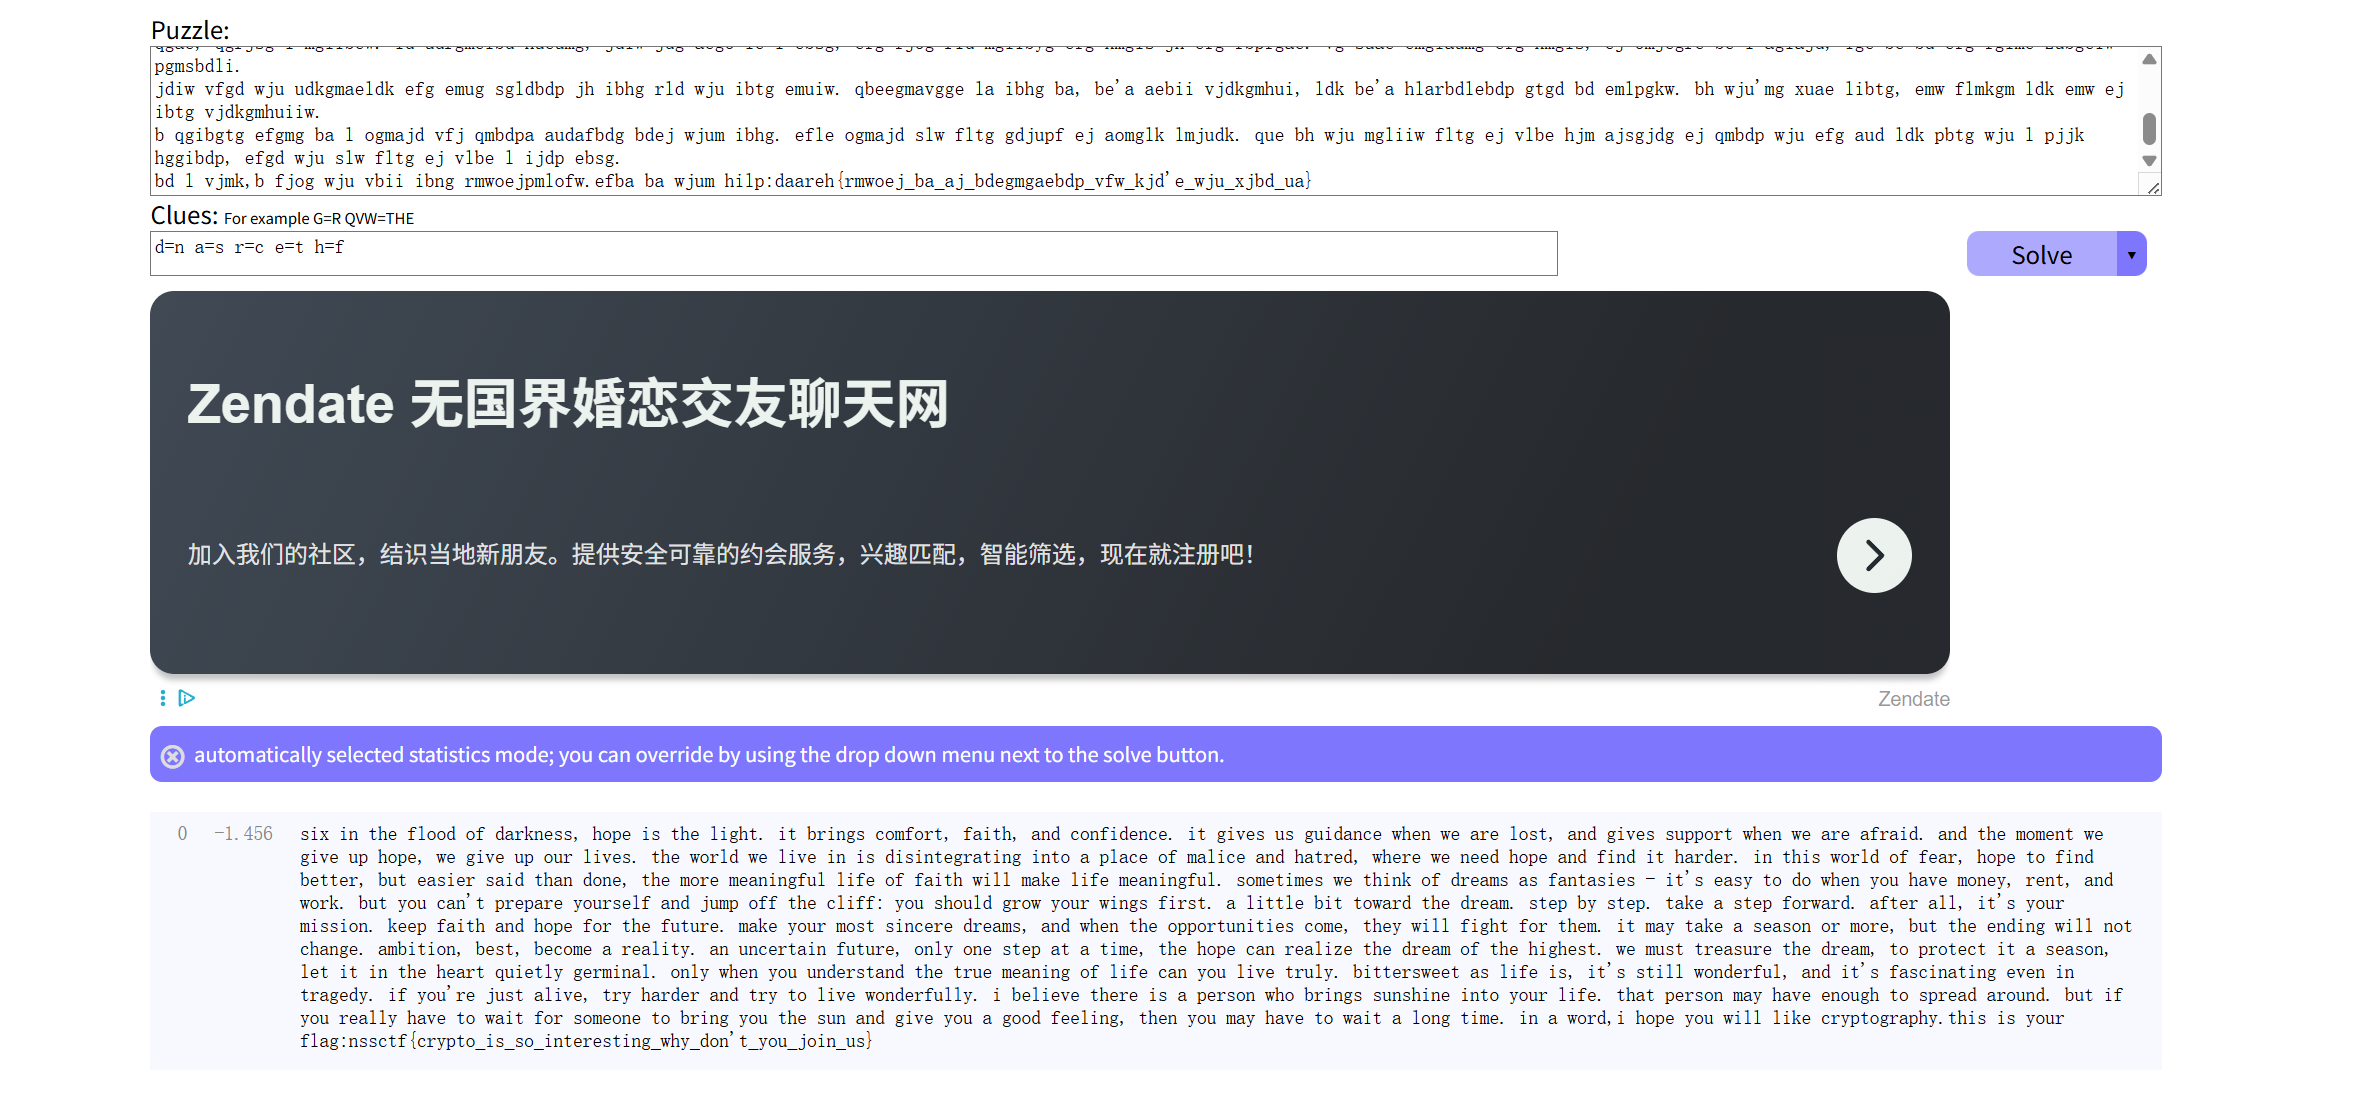 Puzzle:
pgmsbdli.
jdiw vfgd wju udkgmaeldk efg emug sgldbdp jh ibhg rld wju ibtg emuiw. qbeegmavgge la ibhg ba, be'a aebii vjdkgmhui, ldk be'a hlarbdlebdp gtgd bd emlpgkw. bh wju'mg xuae libtg, emw flmkgm ldk emw ej
ibtg vjdkgmhuiiw.
b qgibgtg efgmg ba l ogmajd vfj qmbdpa audafbdg bdej wjum ibhg. efle ogmajd slw fltg gdjupf ej aomglk lmjudk. que bh wju mgliiw fltg ej vlbe hjm ajsgjdg ej qmbdp wju efg aud ldk pbtg wju l pjjk
hggibdp, efgd wju slw fltg ej vlbe l ijdp ebsg.
bd l vjmk,b fjog wju vbii ibng rmwoejpmlofw.efba ba wjum hilp:daareh{rmwoej_ba_aj_bdegmgaebdp_vfw_kjd'e_wju_xjbd_ua}
Clues: For example G=R QVW=THE
d=n a=s r=c e=t h=f
Solve ▼
Zendate 无国界婚恋交友聊天网
加入我们的社区，结识当地新朋友。提供安全可靠的约会服务，兴趣匹配，智能筛选，现在就注册吧！
Zendate
automatically selected statistics mode; you can override by using the drop down menu next to the solve button.
0 -1.456 six in the flood of darkness, hope is the light. it brings comfort, faith, and confidence. it gives us guidance when we are lost, and gives support when we are afraid. and the moment we
give up hope, we give up our lives. the world we live in is disintegrating into a place of malice and hatred, where we need hope and find it harder. in this world of fear, hope to find
better, but easier said than done, the more meaningful life of faith will make life meaningful. sometimes we think of dreams as fantasies - it's easy to do when you have money, rent, and
work. but you can't prepare yourself and jump off the cliff: you should grow your wings first. a little bit toward the dream. step by step. take a step forward. after all, it's your
mission. keep faith and hope for the future. make your most sincere dreams, and when the opportunities come, they will fight for them. it may take a season or more, but the ending will not
change. ambition, best, become a reality. an uncertain future, only one step at a time, the hope can realize the dream of the highest. we must treasure the dream, to protect it a season,
let it in the heart quietly germinal. only when you understand the true meaning of life can you live truly. bittersweet as life is, it's still wonderful, and it's fascinating even in
tragedy. if you're just alive, try harder and try to live wonderfully. i believe there is a person who brings sunshine into your life. that person may have enough to spread around. but if
you really have to wait for someone to bring you the sun and give you a good feeling, then you may have to wait a long time. in a word,i hope you will like cryptography.this is your
flag:nssctf{crypto_is_so_interesting_why_don't_you_join_us}